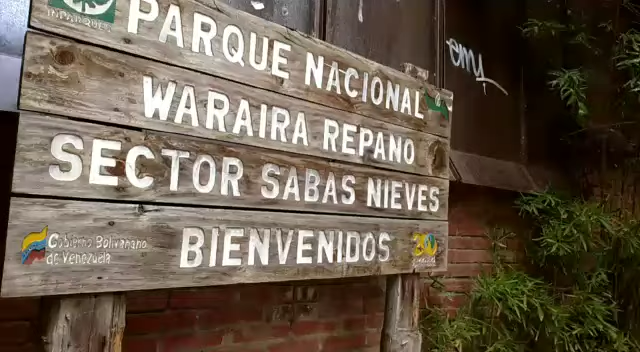 INPARQUES
PARQUE NACIONAL
WARAIRA REPANO
SECTOR SABAS NIEVES
BIENVENIDOS
Gobierno Bolivariano
de Venezuela